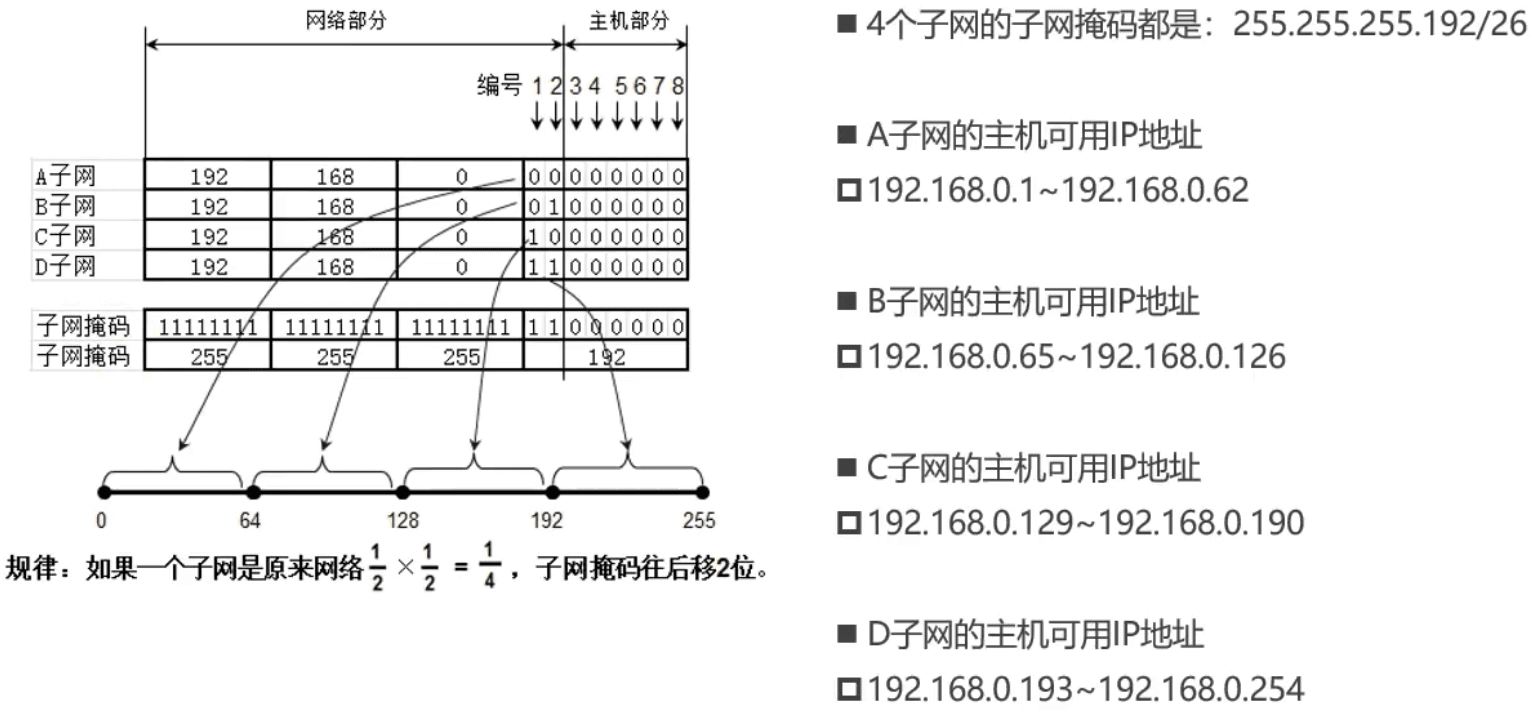 网络部分 主机部分
编号 1 2 3 4 5 6 7 8
A子网 192 168 0 0 0 0 0 0 0 0 0
B子网 192 168 0 0 1 0 0 0 0 0 0
C子网 192 168 0 1 0 0 0 0 0 0 0
D子网 192 168 0 1 1 0 0 0 0 0 0
子网掩码 11111111 11111111 11111111 1 1 0 0 0 0 0 0
子网掩码 255 255 255 192
0 64 128 192 255
规律：如果一个子网是原来网络1/2 × 1/2 = 1/4，子网掩码往后移2位。
■ 4个子网的子网掩码都是：255.255.255.192/26
■ A子网的主机可用IP地址
192.168.0.1~192.168.0.62
■ B子网的主机可用IP地址
192.168.0.65~192.168.0.126
■ C子网的主机可用IP地址
192.168.0.129~192.168.0.190
■ D子网的主机可用IP地址
192.168.0.193~192.168.0.254